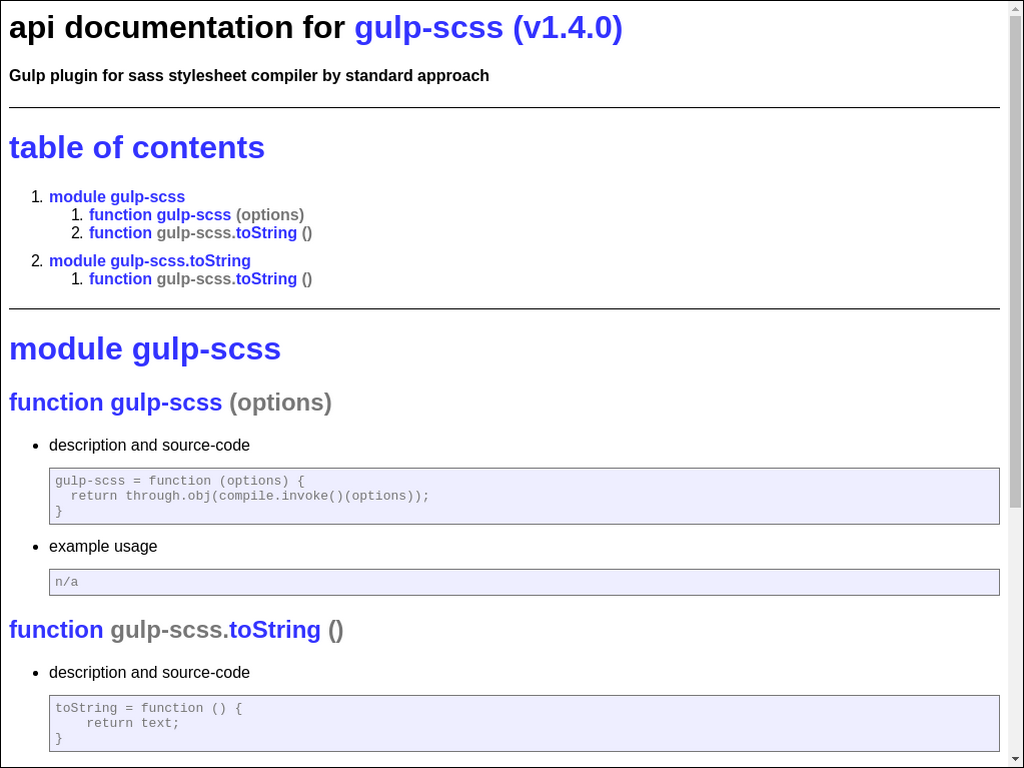 api documentation for gulp-scss (v1.4.0)
Gulp plugin for sass stylesheet compiler by standard approach
table of contents
1. module gulp-scss
1. function gulp-scss (options)
2. function gulp-scss.toString ()
2. module gulp-scss.toString
1. function gulp-scss.toString ()
module gulp-scss
function gulp-scss (options)
• description and source-code
gulp-scss = function (options) {
  return through.obj(compile.invoke()(options));
}
• example usage
n/a
function gulp-scss.toString ()
• description and source-code
toString = function () {
    return text;
}